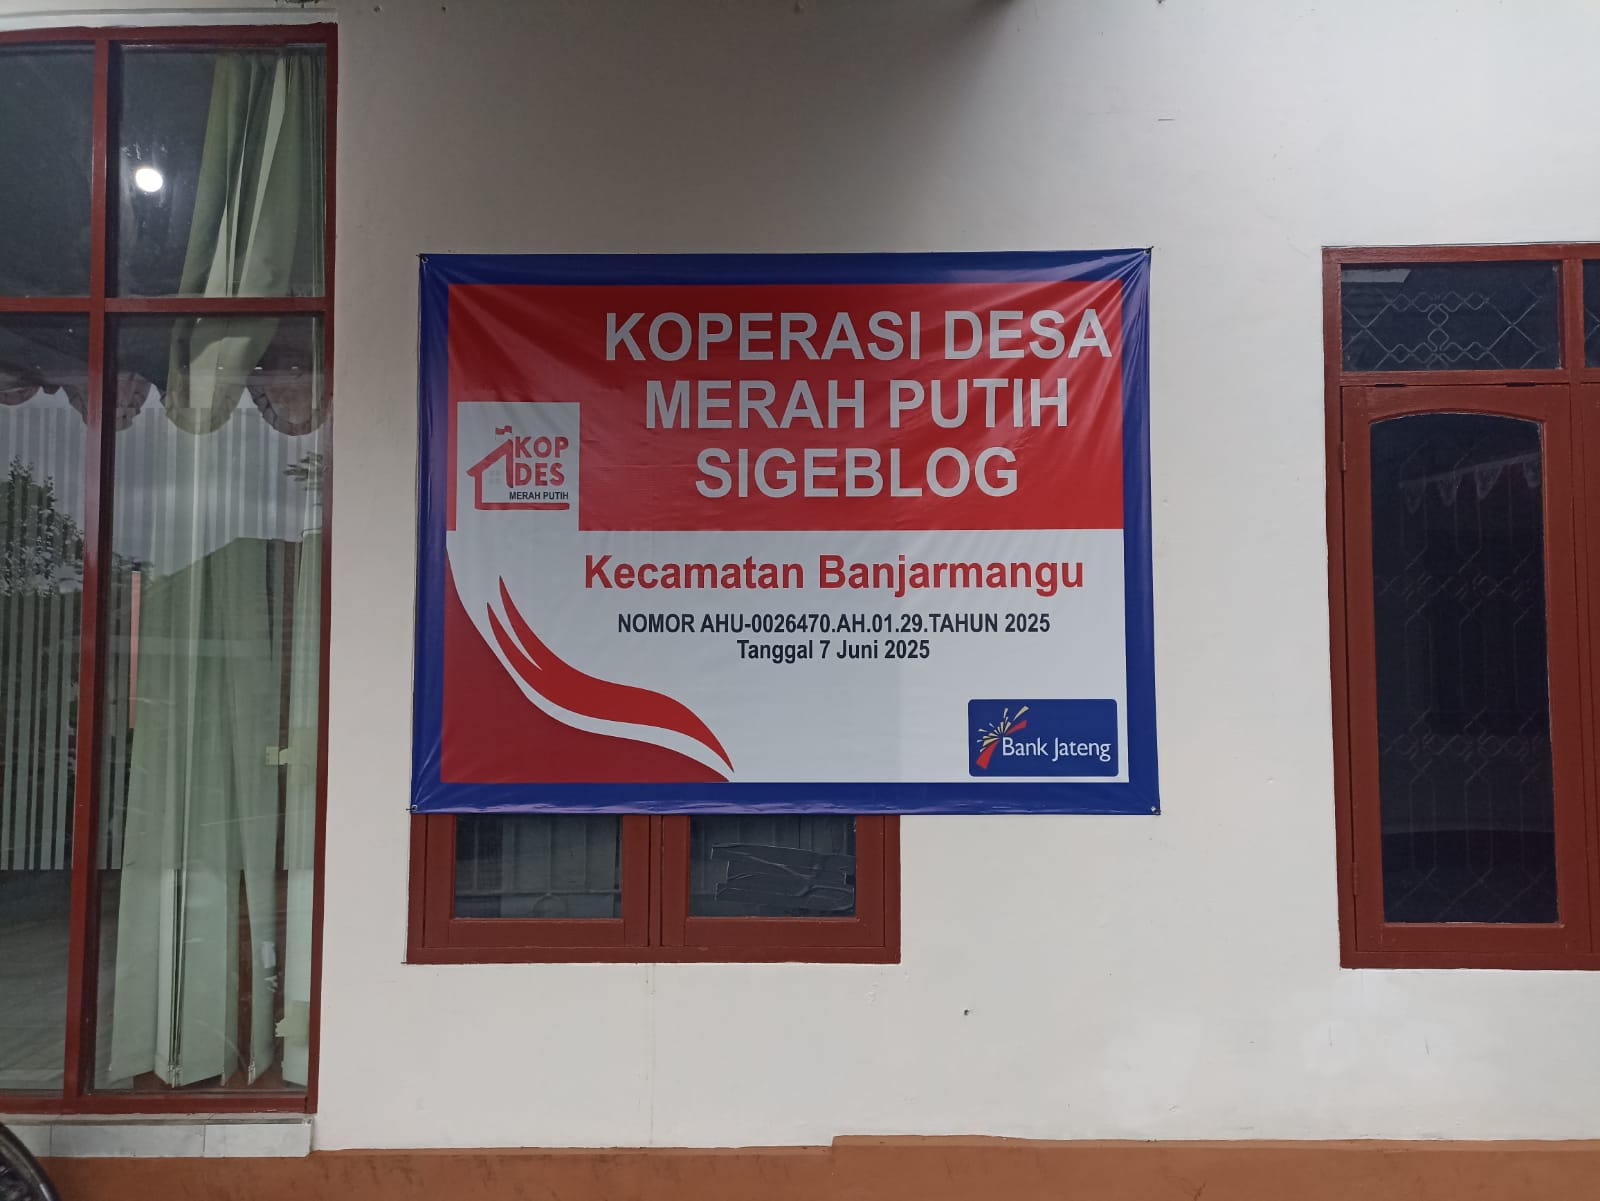 KOPERASI DESA
MERAH PUTIH
SIGEBLOG
KOP
DES
MERAH PUTIH
Kecamatan Banjarmangu
NOMOR AHU-0026470.AH.01.29.TAHUN 2025
Tanggal 7 Juni 2025
Bank Jateng